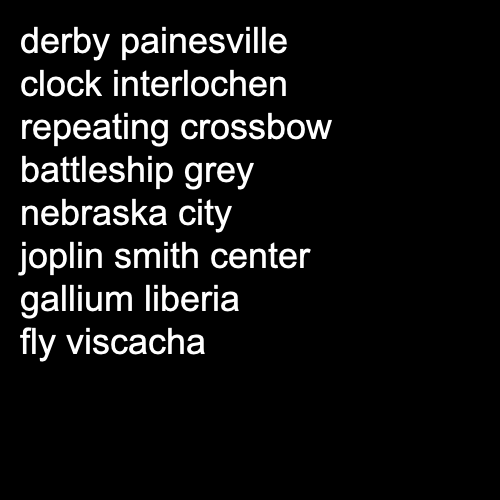 derby painesville
clock interlochen
repeating crossbow
battleship grey
nebraska city
joplin smith center
gallium liberia
fly viscacha